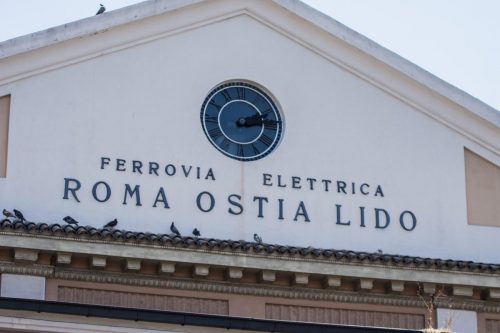 FERROVIA ELETTRICA
ROMA OSTIA LIDO